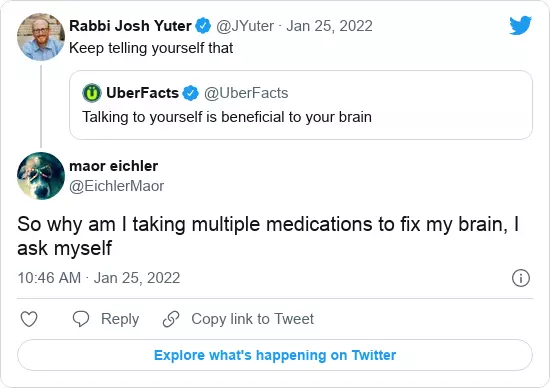 Rabbi Josh Yuter @JYuter · Jan 25, 2022
Keep telling yourself that
UberFacts @UberFacts
Talking to yourself is beneficial to your brain
maor eichler
@EichlerMaor
So why am I taking multiple medications to fix my brain, I
ask myself
10:46 AM · Jan 25, 2022
Reply Copy link to Tweet
Explore what's happening on Twitter